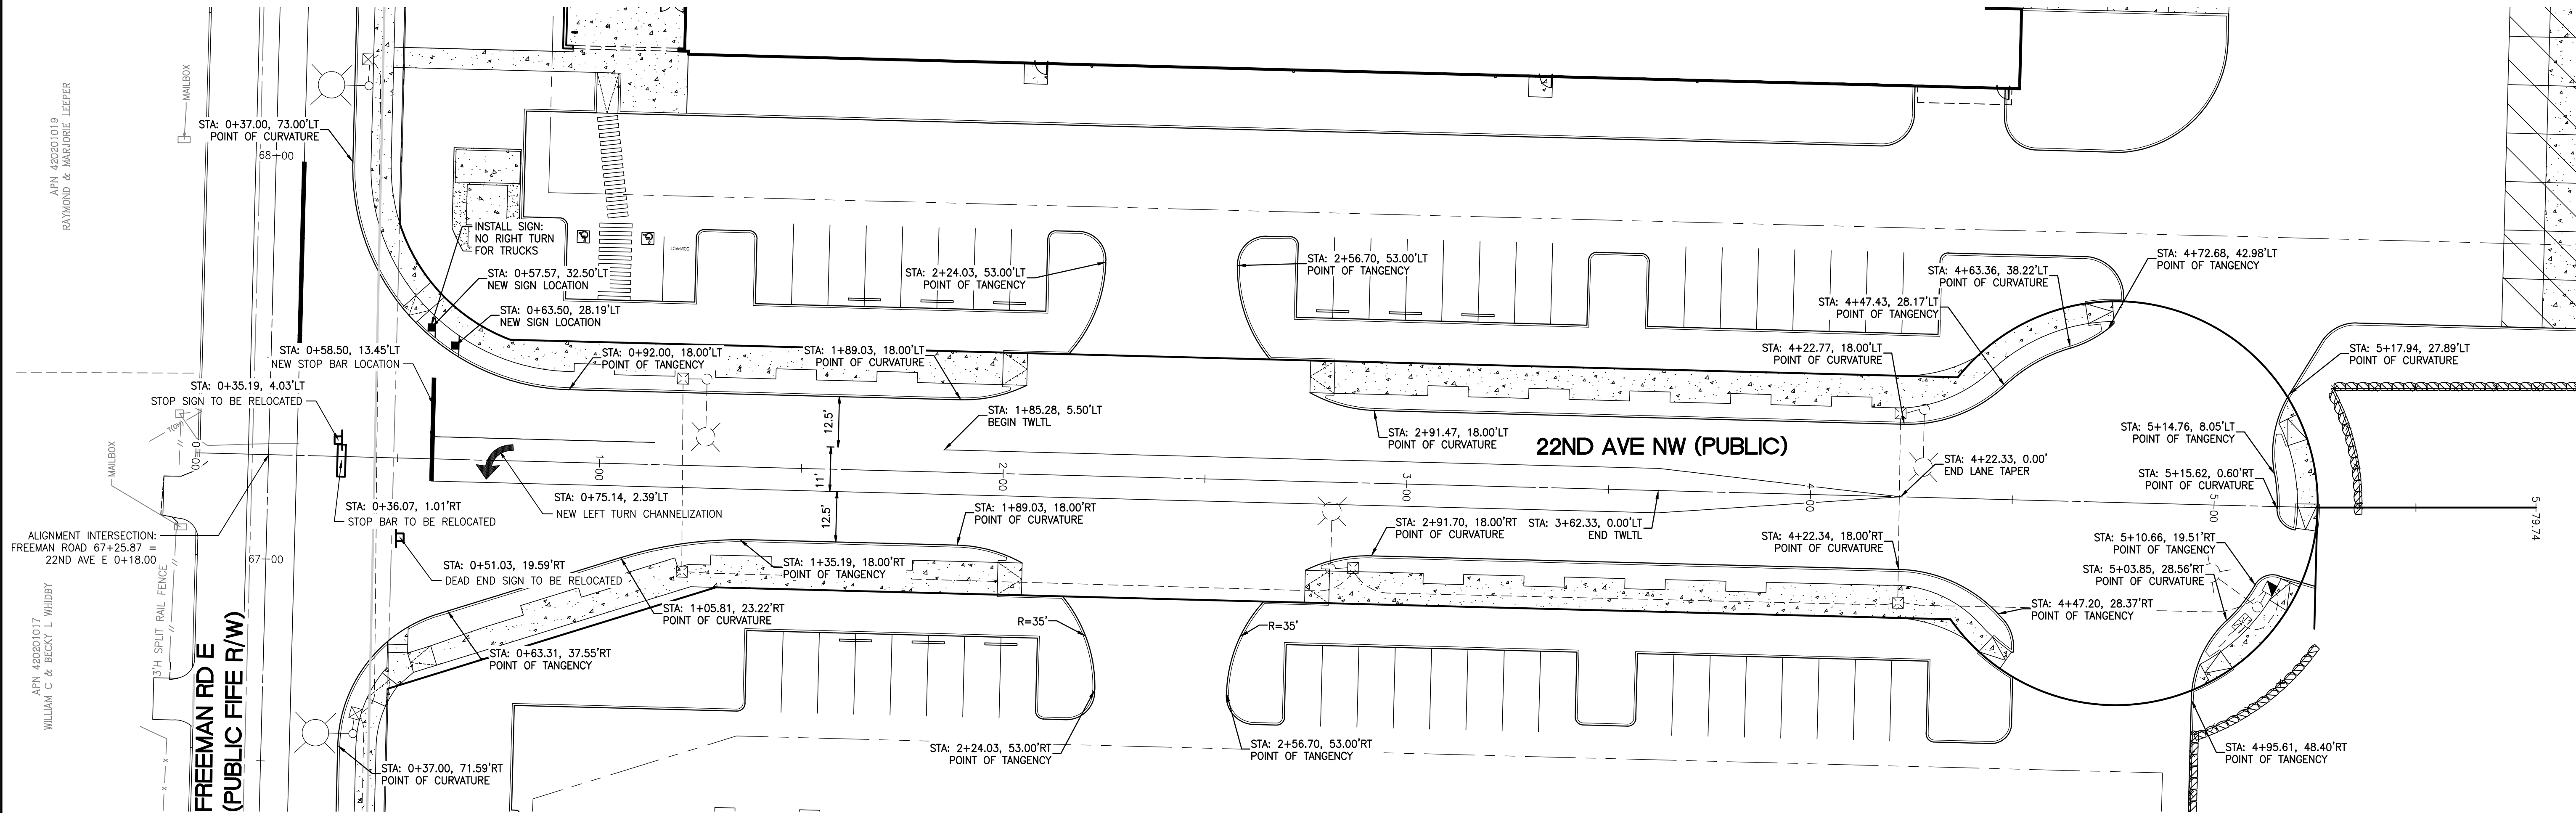 APN 420201019
RAYMOND & MARJORIE LEEPER
MAILBOX
STA: 0+37.00, 73.00'LT
POINT OF CURVATURE
68+00
INSTALL SIGN:
NO RIGHT TURN
FOR TRUCKS
STA: 0+57.57, 32.50'LT
NEW SIGN LOCATION
STA: 0+63.50, 28.19'LT
NEW SIGN LOCATION
COMPACT
STA: 2+24.03, 53.00'LT
POINT OF TANGENCY
STA: 2+56.70, 53.00'LT
POINT OF TANGENCY
STA: 4+72.68, 42.98'LT
POINT OF TANGENCY
STA: 4+63.36, 38.22'LT
POINT OF CURVATURE
STA: 4+47.43, 28.17'LT
POINT OF TANGENCY
STA: 0+58.50, 13.45'LT
NEW STOP BAR LOCATION
STA: 0+92.00, 18.00'LT
POINT OF TANGENCY
STA: 1+89.03, 18.00'LT
POINT OF CURVATURE
STA: 4+22.77, 18.00'LT
POINT OF CURVATURE
STA: 5+17.94, 27.89'LT
POINT OF CURVATURE
STA: 0+35.19, 4.03'LT
STOP SIGN TO BE RELOCATED
STA: 1+85.28, 5.50'LT
BEGIN TWLTL
12.5'
STA: 2+91.47, 18.00'LT
POINT OF CURVATURE
22ND AVE NW (PUBLIC)
STA: 5+14.76, 8.05'LT
POINT OF TANGENCY
T(OH)
MAILBOX
0+00
1+00
11'
2+00
3+00
4+00
STA: 4+22.33, 0.00'
END LANE TAPER
STA: 5+15.62, 0.60'RT
POINT OF CURVATURE
5+00
5+79.74
STA: 0+75.14, 2.39'LT
NEW LEFT TURN CHANNELIZATION
STA: 0+36.07, 1.01'RT
STOP BAR TO BE RELOCATED
12.5'
STA: 1+89.03, 18.00'RT
POINT OF CURVATURE
STA: 2+91.70, 18.00'RT
POINT OF CURVATURE
STA: 3+62.33, 0.00'LT
END TWLTL
STA: 4+22.34, 18.00'RT
POINT OF CURVATURE
STA: 5+10.66, 19.51'RT
POINT OF TANGENCY
ALIGNMENT INTERSECTION:
FREEMAN ROAD 67+25.87 =
22ND AVE E 0+18.00
67+00
STA: 0+51.03, 19.59'RT
DEAD END SIGN TO BE RELOCATED
STA: 1+35.19, 18.00'RT
POINT OF TANGENCY
STA: 5+03.85, 28.56'RT
POINT OF CURVATURE
APN 420201017
WILLIAM C & BECKY L WHIDBY
3'H SPLIT RAIL FENCE
FREEMAN RD E
(PUBLIC FIFE R/W)
STA: 1+05.81, 23.22'RT
POINT OF CURVATURE
R=35'
R=35'
STA: 4+47.20, 28.37'RT
POINT OF TANGENCY
STA: 0+63.31, 37.55'RT
POINT OF TANGENCY
STA: 2+24.03, 53.00'RT
POINT OF TANGENCY
STA: 2+56.70, 53.00'RT
POINT OF TANGENCY
STA: 4+95.61, 48.40'RT
POINT OF TANGENCY
STA: 0+37.00, 71.59'RT
POINT OF CURVATURE